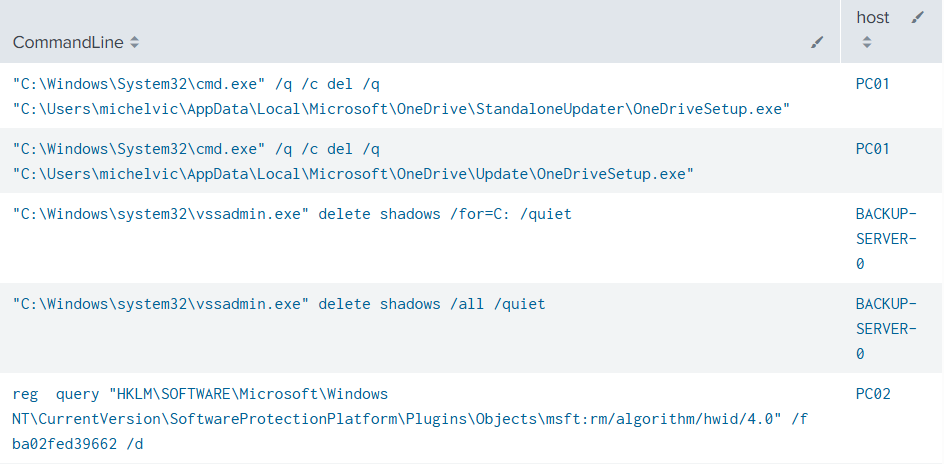 host
CommandLine
"C:\Windows\System32\cmd.exe" /q /c del /q
"C:\Users\michelvic\AppData\Local\Microsoft\OneDrive\StandaloneUpdater\OneDriveSetup.exe"
PC01
"C:\Windows\System32\cmd.exe" /q /c del /q
"C:\Users\michelvic\AppData\Local\Microsoft\OneDrive\Update\OneDriveSetup.exe"
PC01
"C:\Windows\system32\vssadmin.exe" delete shadows /for=C: /quiet
BACKUP-
SERVER-
0
"C:\Windows\system32\vssadmin.exe" delete shadows /all /quiet
BACKUP-
SERVER-
0
reg  query "HKLM\SOFTWARE\Microsoft\Windows
NT\CurrentVersion\SoftwareProtectionPlatform\Plugins\Objects\msft:rm/algorithm/hwid/4.0" /f
ba02fed39662 /d
PC02